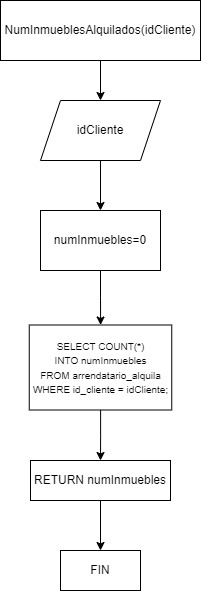 NumInmueblesAlquilados(idCliente)
idCliente
numInmuebles=0
SELECT COUNT(*)
INTO numInmuebles
FROM arrendatario_alquila
WHERE id_cliente = idCliente;
RETURN numInmuebles
FIN